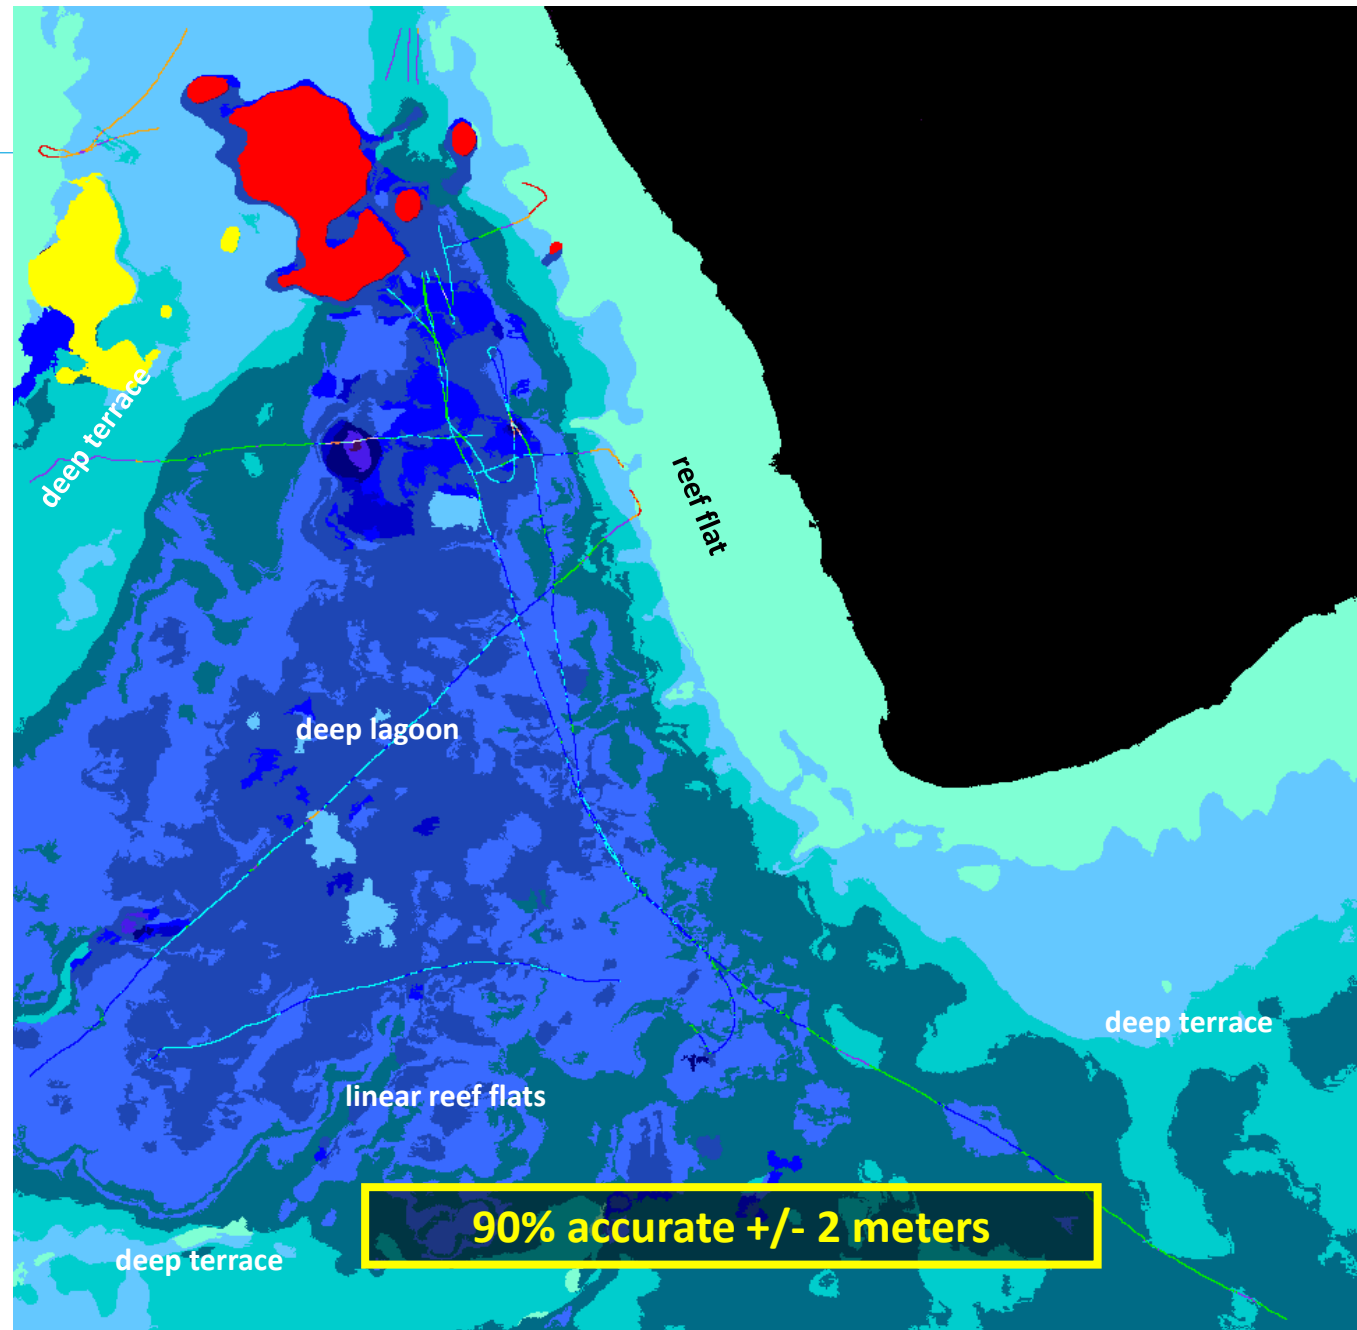 deep terrace
reef flat
deep lagoon
deep terrace
linear reef flats
90% accurate +/- 2 meters
deep terrace